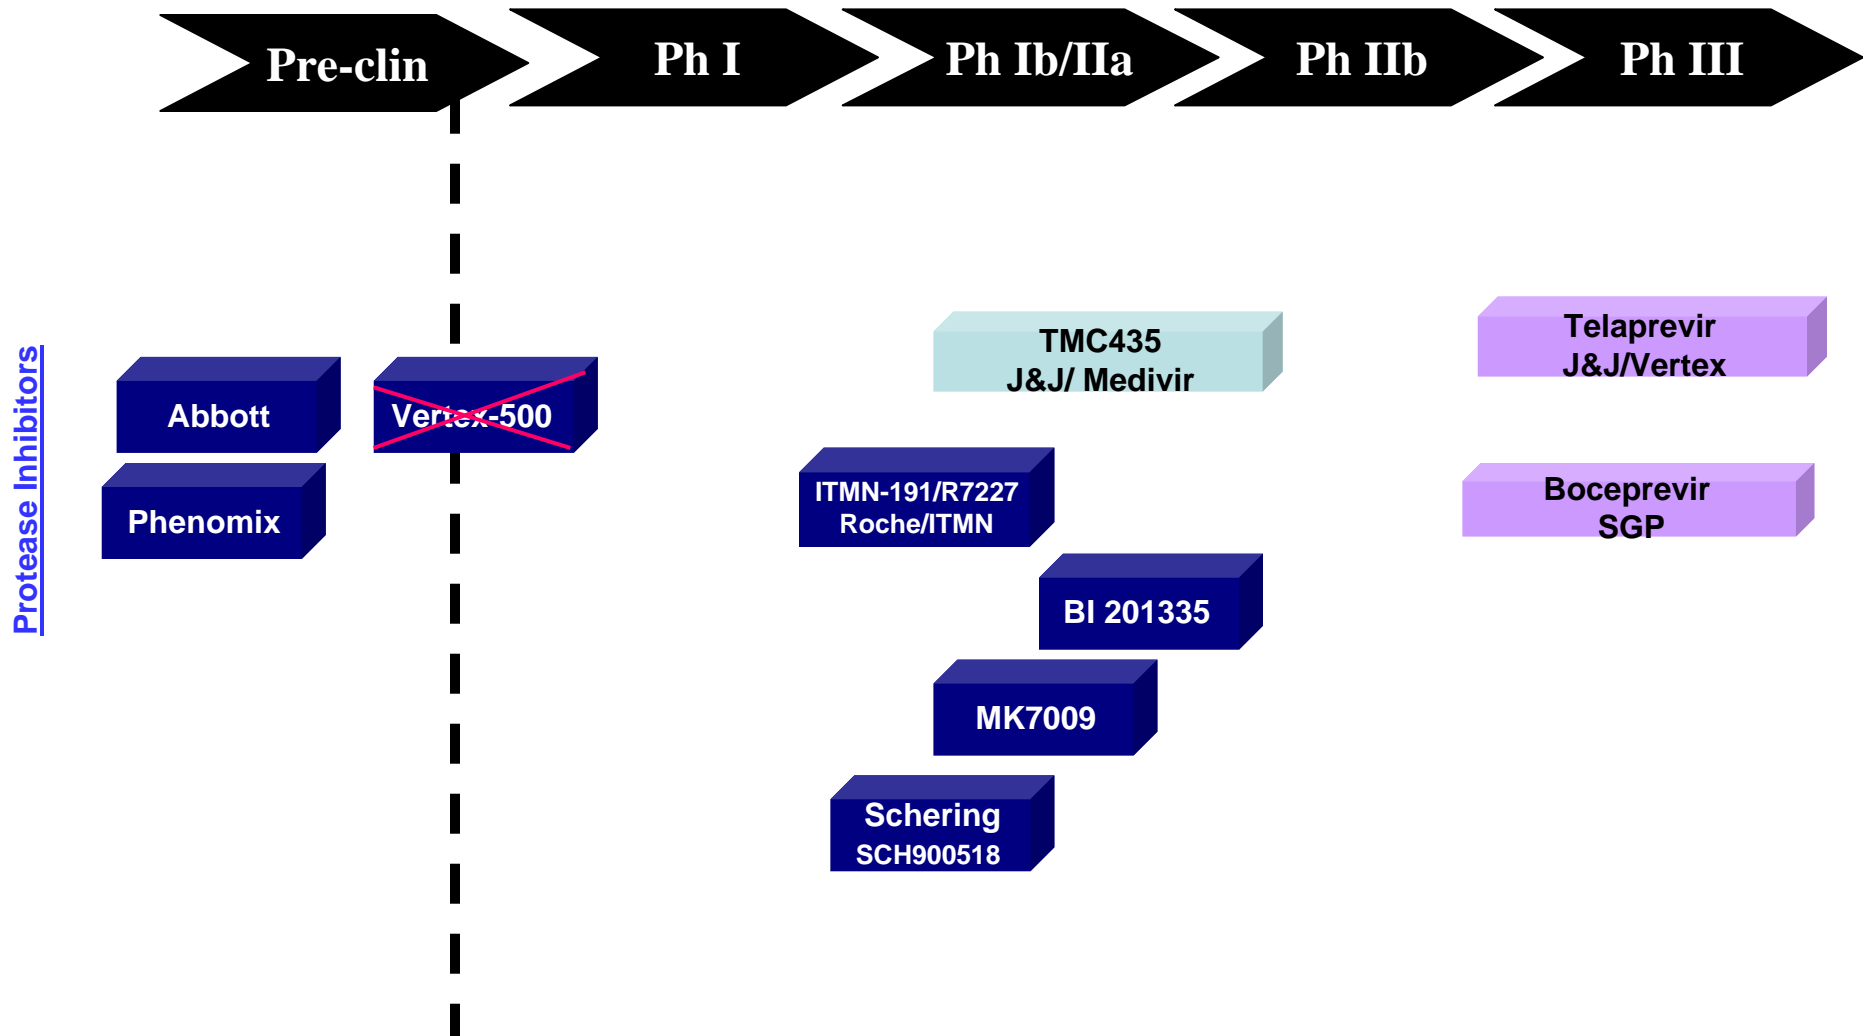 Pre-clin
Ph I
Ph Ib/IIa
Ph IIb
Ph III
Protease Inhibitors
Abbott
Phenomix
Vertex-500
TMC435
J&J/ Medivir
ITMN-191/R7227
Roche/ITMN
BI 201335
MK7009
Schering
SCH900518
Telaprevir
J&J/Vertex
Boceprevir
SGP